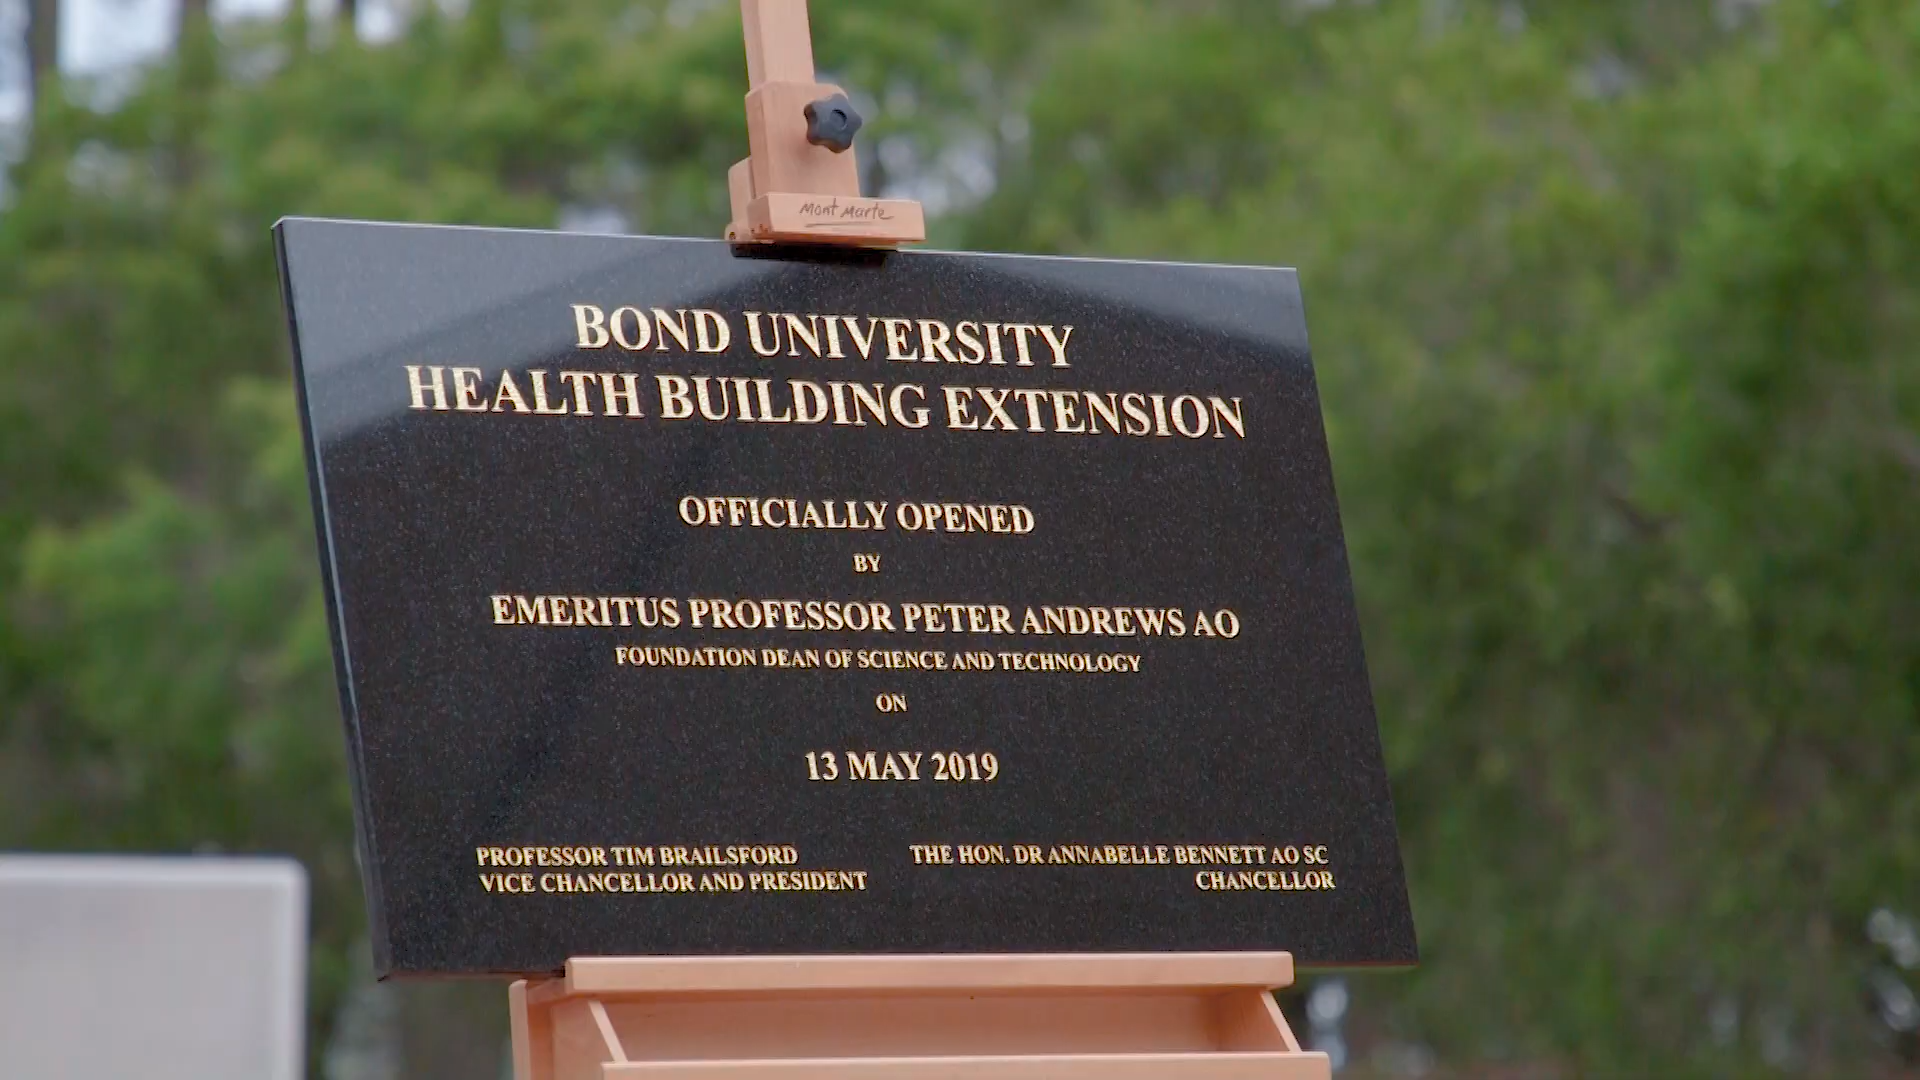 Mont Marte
BOND UNIVERSITY
HEALTH BUILDING EXTENSION
OFFICIALLY OPENED
BY
EMERITUS PROFESSOR PETER ANDREWS AO
FOUNDATION DEAN OF SCIENCE AND TECHNOLOGY
ON
13 MAY 2019
PROFESSOR TIM BRAILSFORD
VICE CHANCELLOR AND PRESIDENT
THE HON. DR ANNABELLE BENNETT AO SC
CHANCELLOR